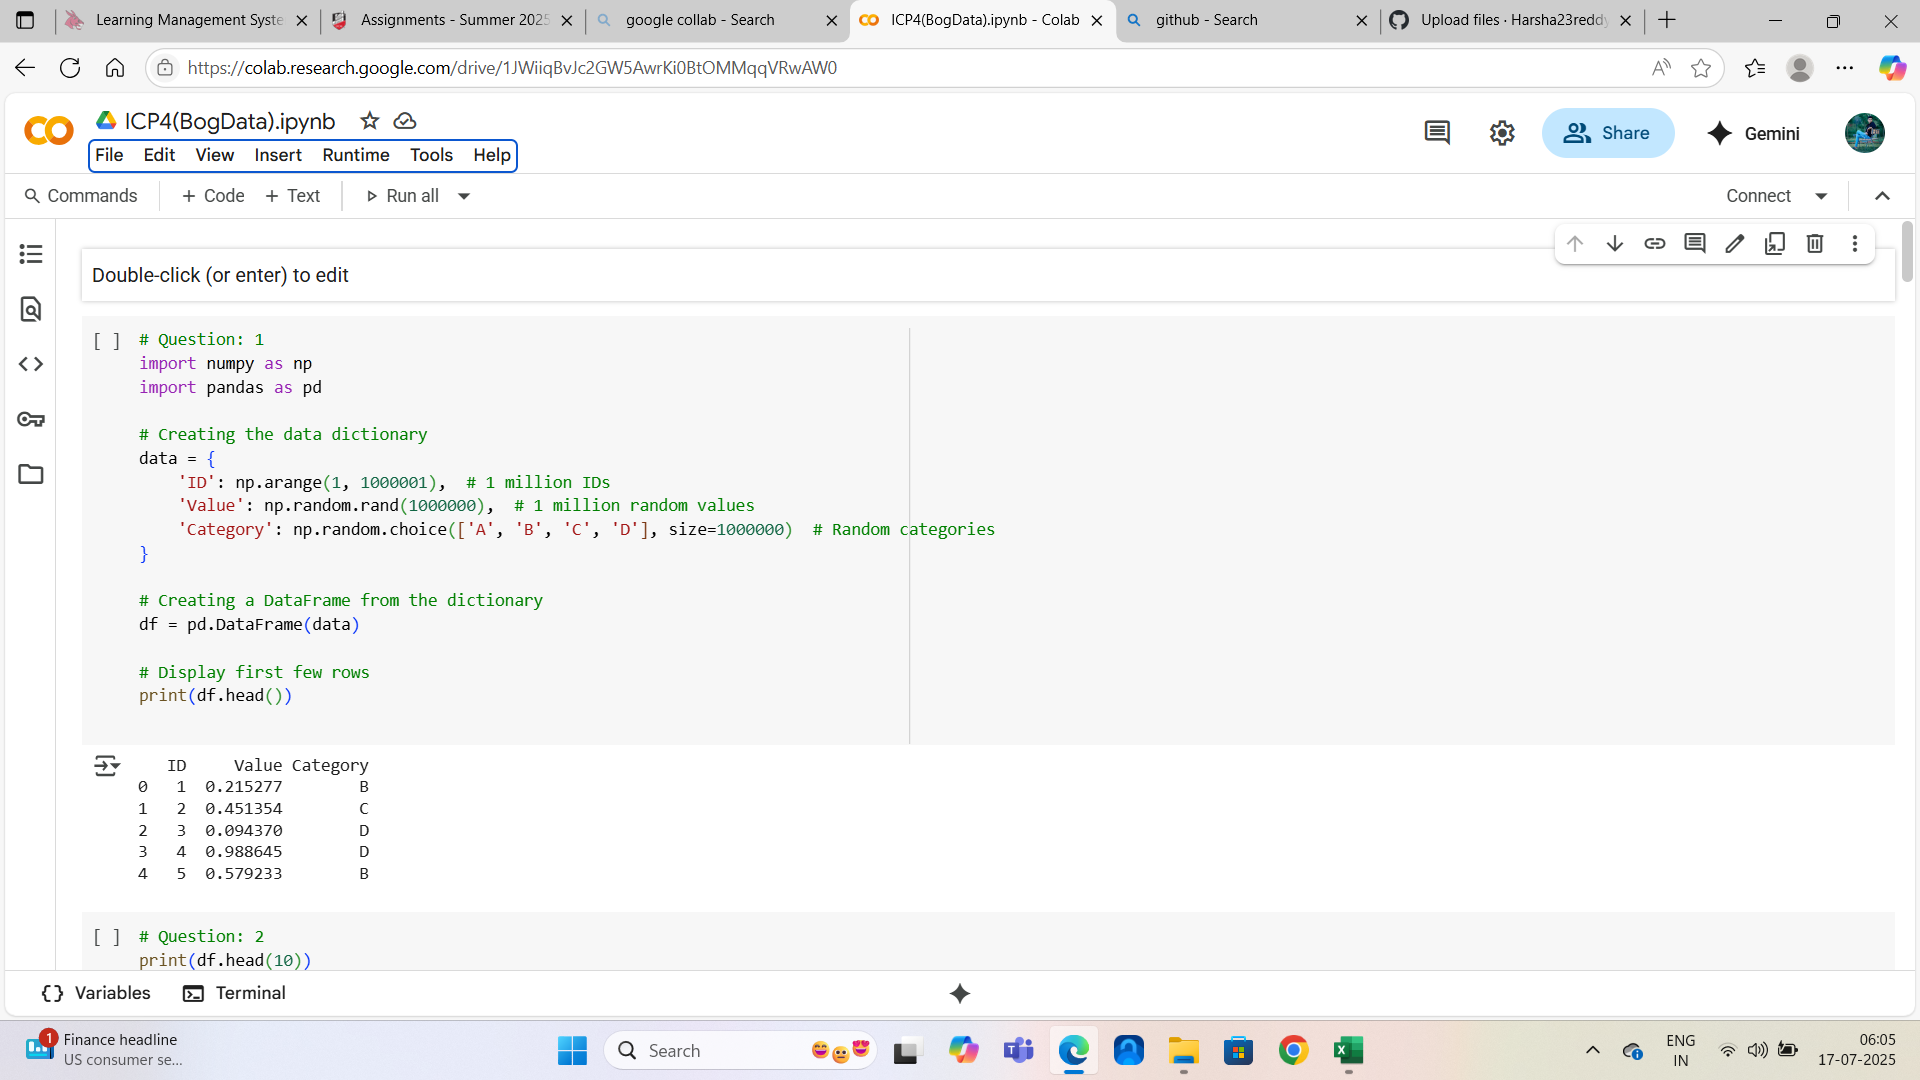 Learning Management Syste
Assignments - Summer 2025
google collab - Search
ICP4(BogData).ipynb - Colab
github - Search
Upload files · Harsha23reddy
https://colab.research.google.com/drive/1JWiiqBvJc2GW5AwrKi0BtOMMqqVRwAW0
ICP4(BogData).ipynb
File Edit View Insert Runtime Tools Help
Share
Gemini
Commands + Code + Text Run all
Connect
Double-click (or enter) to edit
[ ] # Question: 1
import numpy as np
import pandas as pd
# Creating the data dictionary
data = {
'ID': np.arange(1, 1000001),  # 1 million IDs
'Value': np.random.rand(1000000),  # 1 million random values
'Category': np.random.choice(['A', 'B', 'C', 'D'], size=1000000)  # Random categories
}
# Creating a DataFrame from the dictionary
df = pd.DataFrame(data)
# Display first few rows
print(df.head())
ID Value Category
0 1 0.215277 B
1 2 0.451354 C
2 3 0.094370 D
3 4 0.988645 D
4 5 0.579233 B
[ ] # Question: 2
print(df.head(10))
Variables Terminal
1
Finance headline
US consumer se...
Search
ENG
IN
06:05
17-07-2025